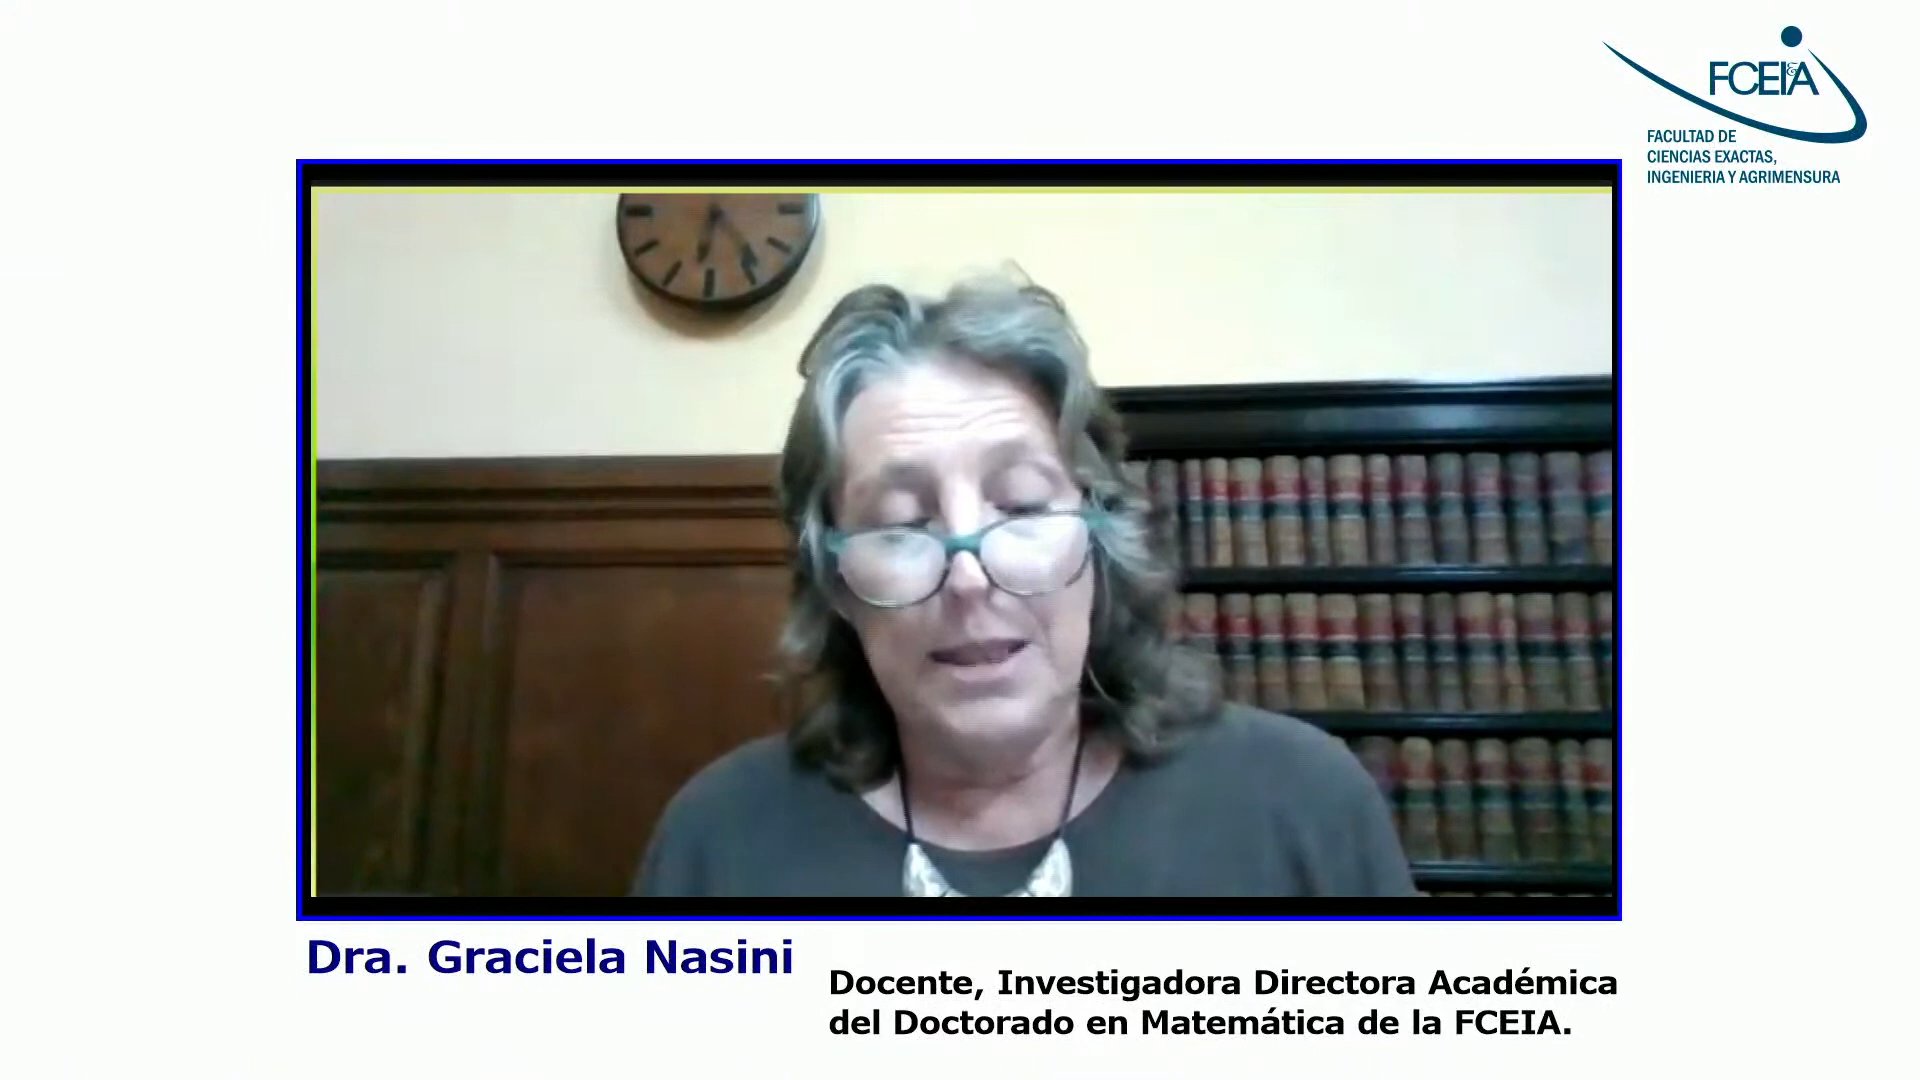 FCEI&A
FACULTAD DE
CIENCIAS EXACTAS,
INGENIERIA Y AGRIMENSURA
Dra. Graciela Nasini
Docente, Investigadora Directora Académica
del Doctorado en Matemática de la FCEIA.